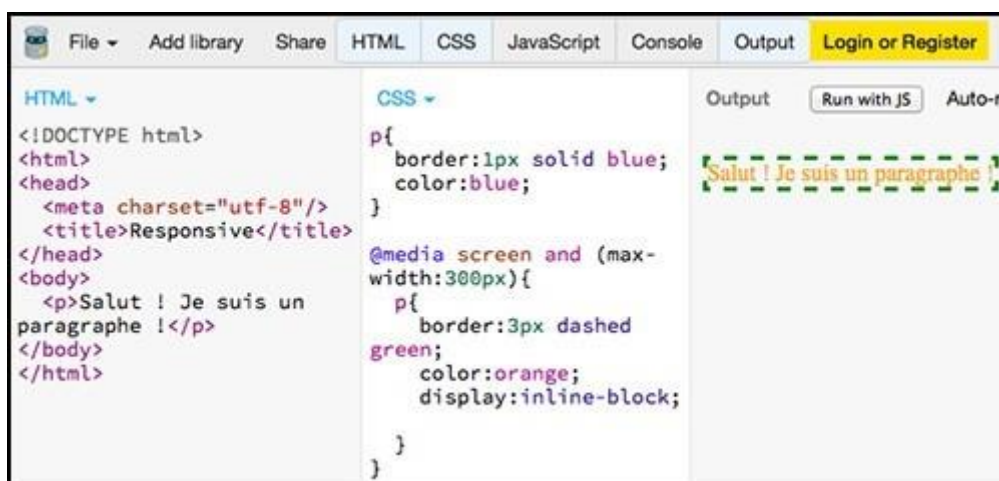 File Add library Share HTML CSS JavaScript Console Output Login or Register
HTML
<!DOCTYPE html>
<html>
<head>
<meta charset="utf-8"/>
<title>Responsive</title>
</head>
<body>
<p>Salut ! Je suis un
paragraphe !</p>
</body>
</html>
CSS
p{
border:1px solid blue;
color:blue;
}
@media screen and (max-
width:300px){
p{
border:3px dashed
green;
color:orange;
display:inline-block;
}
}
Output Run with JS
Salut ! Je suis un paragraphe !